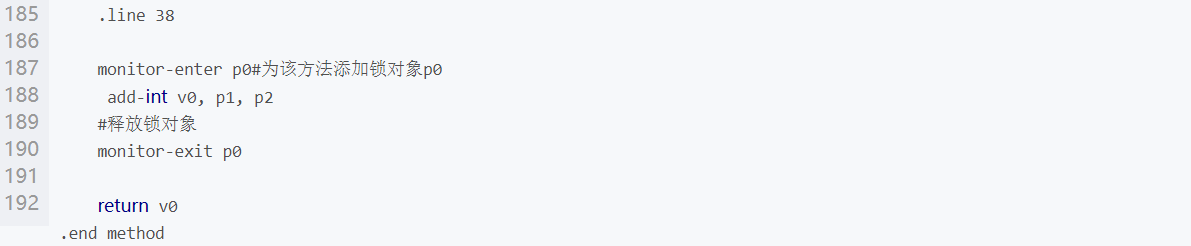 185 .line 38
186
187 monitor-enter p0#为该方法添加锁对象p0
188 add-int v0, p1, p2
189 #释放锁对象
190 monitor-exit p0
191
192 return v0
.end method